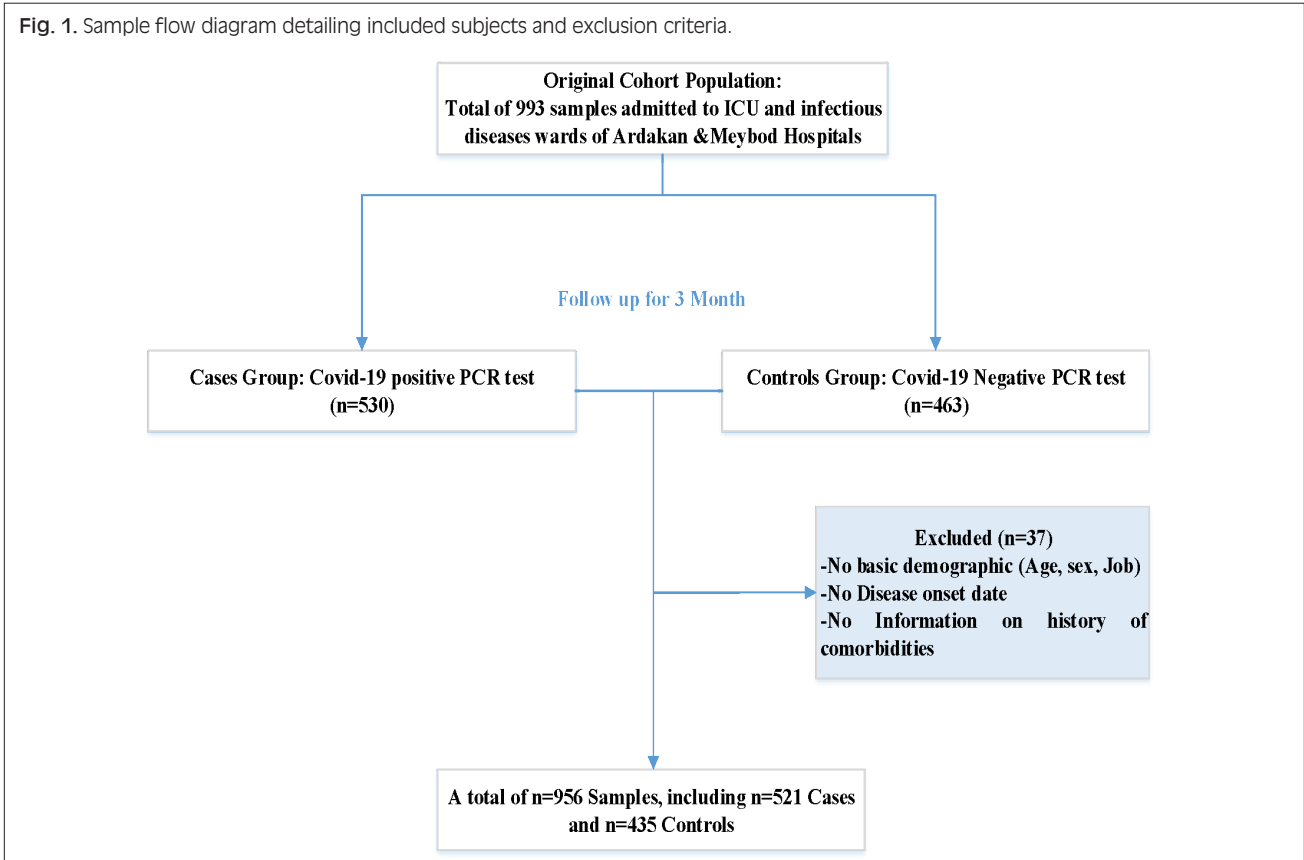 Fig. 1. Sample flow diagram detailing included subjects and exclusion criteria.
Original Cohort Population:
Total of 993 samples admitted to ICU and infectious
diseases wards of Ardakan &Meybod Hospitals
Follow up for 3 Month
Cases Group: Covid-19 positive PCR test
(n=530)
Controls Group: Covid-19 Negative PCR test
(n=463)
Excluded (n=37)
-No basic demographic (Age, sex, Job)
-No Disease onset date
-No Information on history of
comorbidities
A total of n=956 Samples, including n=521 Cases
and n=435 Controls